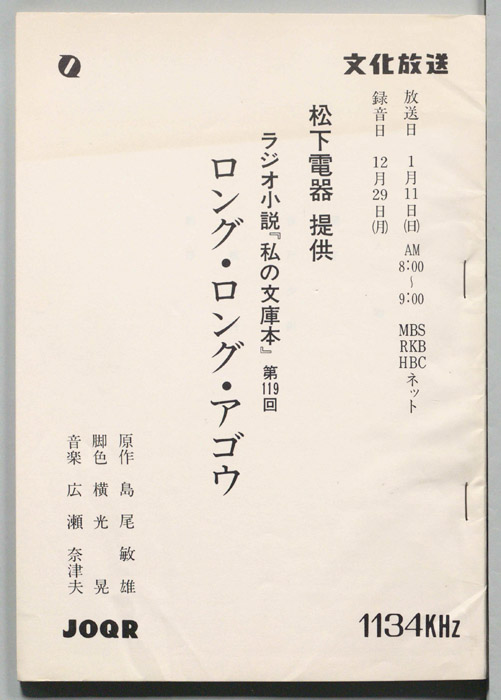 文化放送
放送日 1月11日(日) AM 8:00~9:00 MBS RKB HBC ネット
録音日 12月29日(月)
松下電器 提供
ラジオ小説『私の文庫本』第119回
ロング・ロング・アゴウ
原作 島尾敏雄
脚色 横光晃
音楽 広瀬奈津夫
JOQR
1134KHz